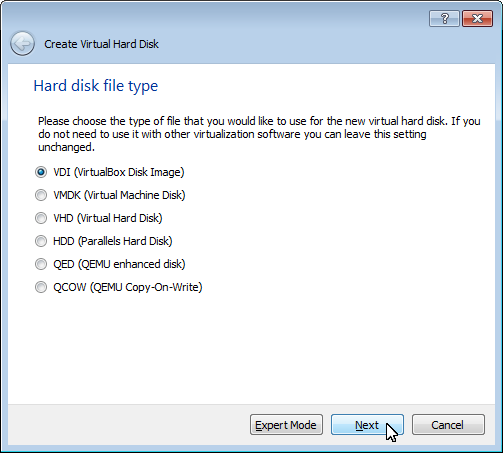 ?
Create Virtual Hard Disk
Hard disk file type
Please choose the type of file that you would like to use for the new virtual hard disk. If you
do not need to use it with other virtualization software you can leave this setting
unchanged.
VDI (VirtualBox Disk Image)
VMDK (Virtual Machine Disk)
VHD (Virtual Hard Disk)
HDD (Parallels Hard Disk)
QED (QEMU enhanced disk)
QCOW (QEMU Copy-On-Write)
Expert Mode
Next
Cancel